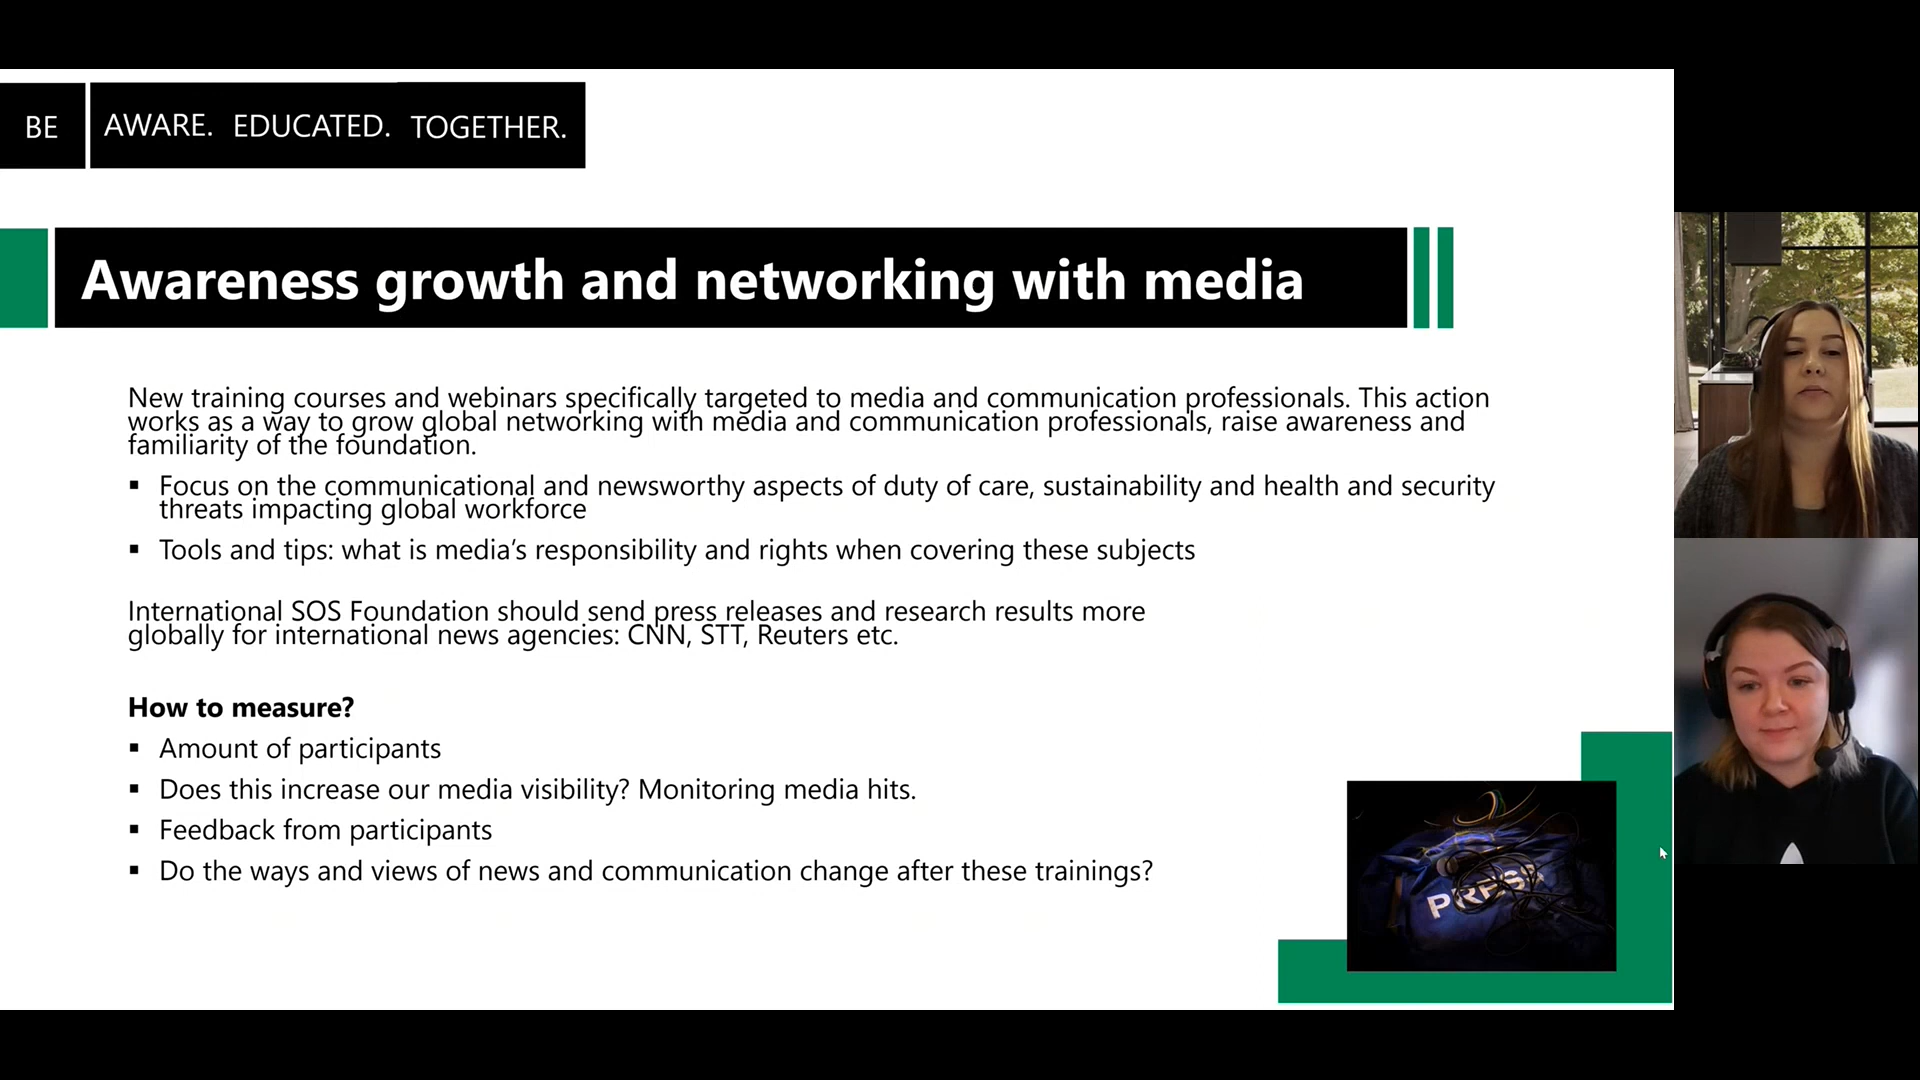 BE AWARE. EDUCATED. TOGETHER.
Awareness growth and networking with media
New training courses and webinars specifically targeted to media and communication professionals. This action
works as a way to grow global networking with media and communication professionals, raise awareness and
familiarity of the foundation.
▪ Focus on the communicational and newsworthy aspects of duty of care, sustainability and health and security
threats impacting global workforce
▪ Tools and tips: what is media’s responsibility and rights when covering these subjects
International SOS Foundation should send press releases and research results more
globally for international news agencies: CNN, STT, Reuters etc.
How to measure?
▪ Amount of participants
▪ Does this increase our media visibility? Monitoring media hits.
▪ Feedback from participants
▪ Do the ways and views of news and communication change after these trainings?
PRESS